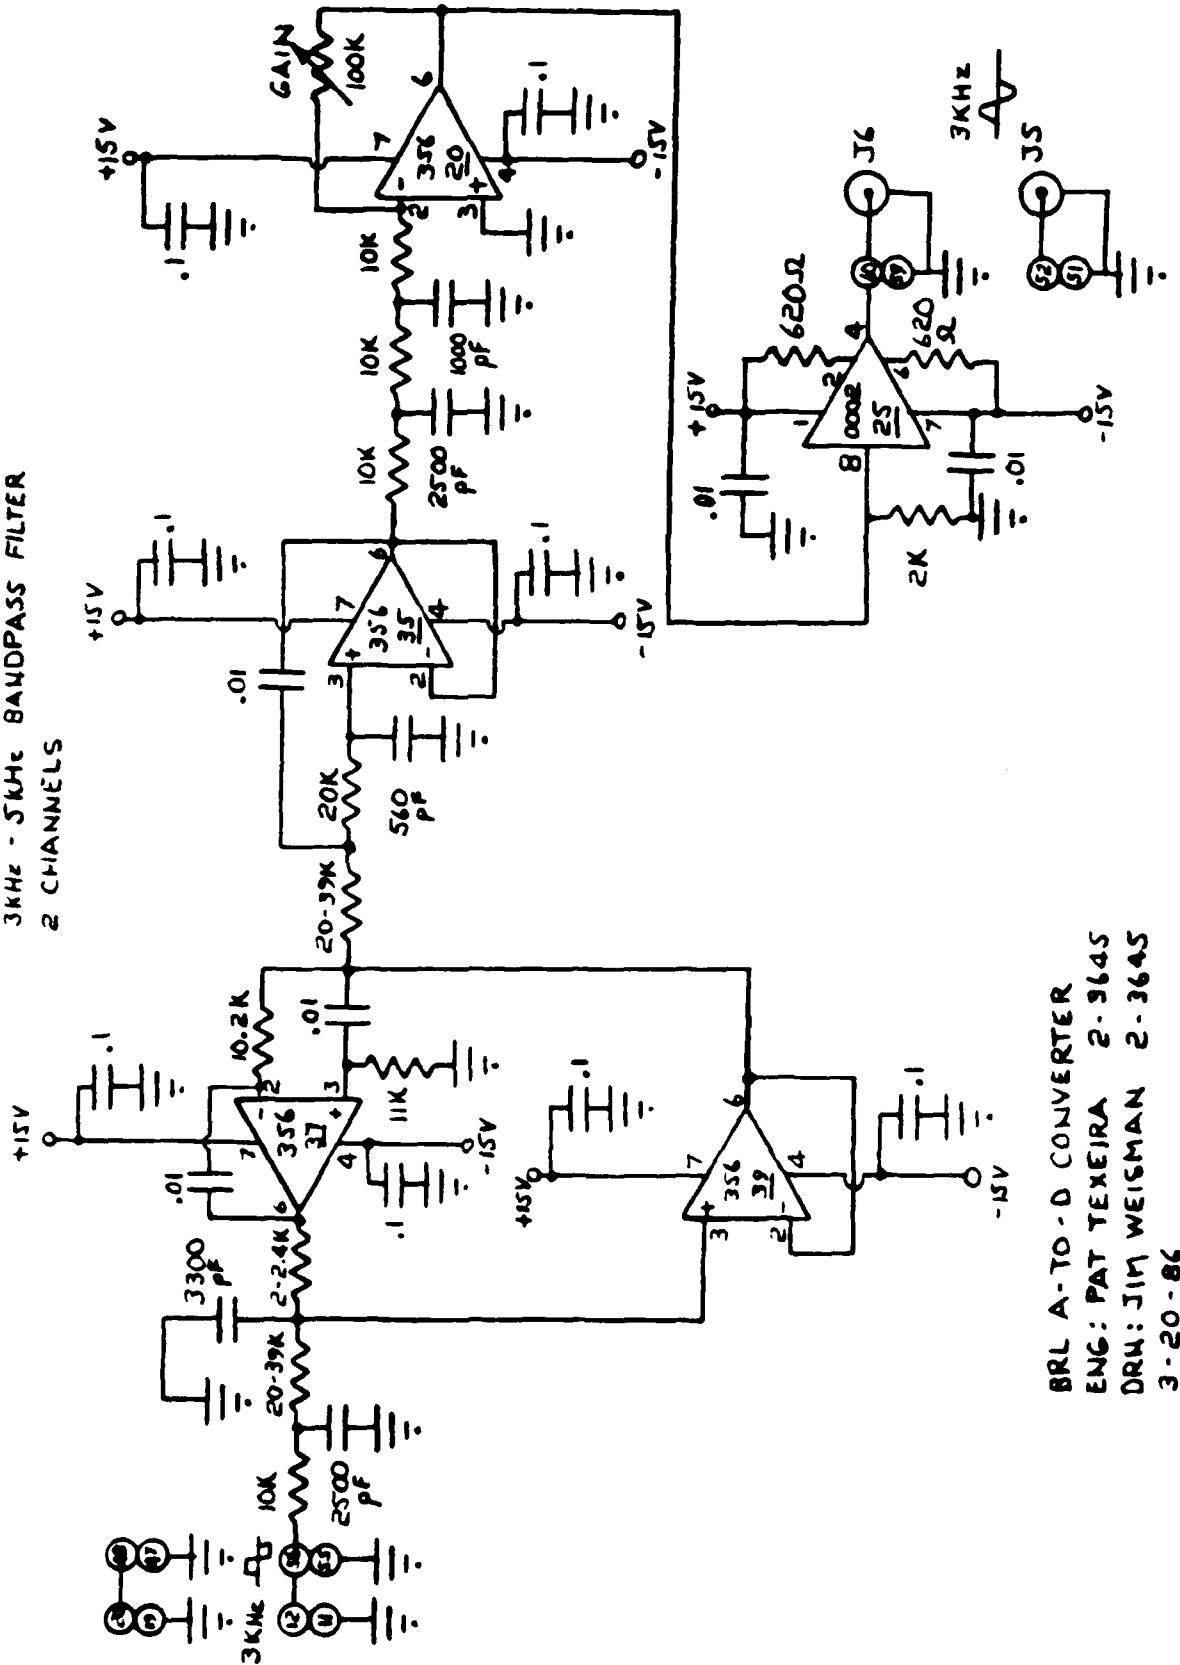 3KHz - 5KHz BANDPASS FILTER
2 CHANNELS
3KHz
12
11
55
10K
2500
pF
20-39K
3300
pF
2-2.4K
.01
6
7
356
37
4
2
3
+15V
.1
-15V
.1
10.2K
11K
.01
+15V
.1
3
2
7
356
39
4
6
.1
-15V
20-39K
20K
560
pF
.01
+15V
.1
3
2
7
356
35
4
6
.1
-15V
10K
2500
pF
10K
1000
pF
10K
+15V
.1
GAIN
100K
2
3
7
356
20
4
6
.1
-15V
+15V
.01
620Ω
1
2
8
0002
25
4
6
7
620
Ω
2K
.01
-15V
J6
3KHz
J5
52
51
BRL A-TO-D CONVERTER
ENG: PAT TEXEIRA 2-3645
DRN: JIM WEISMAN 2-3645
3-20-86